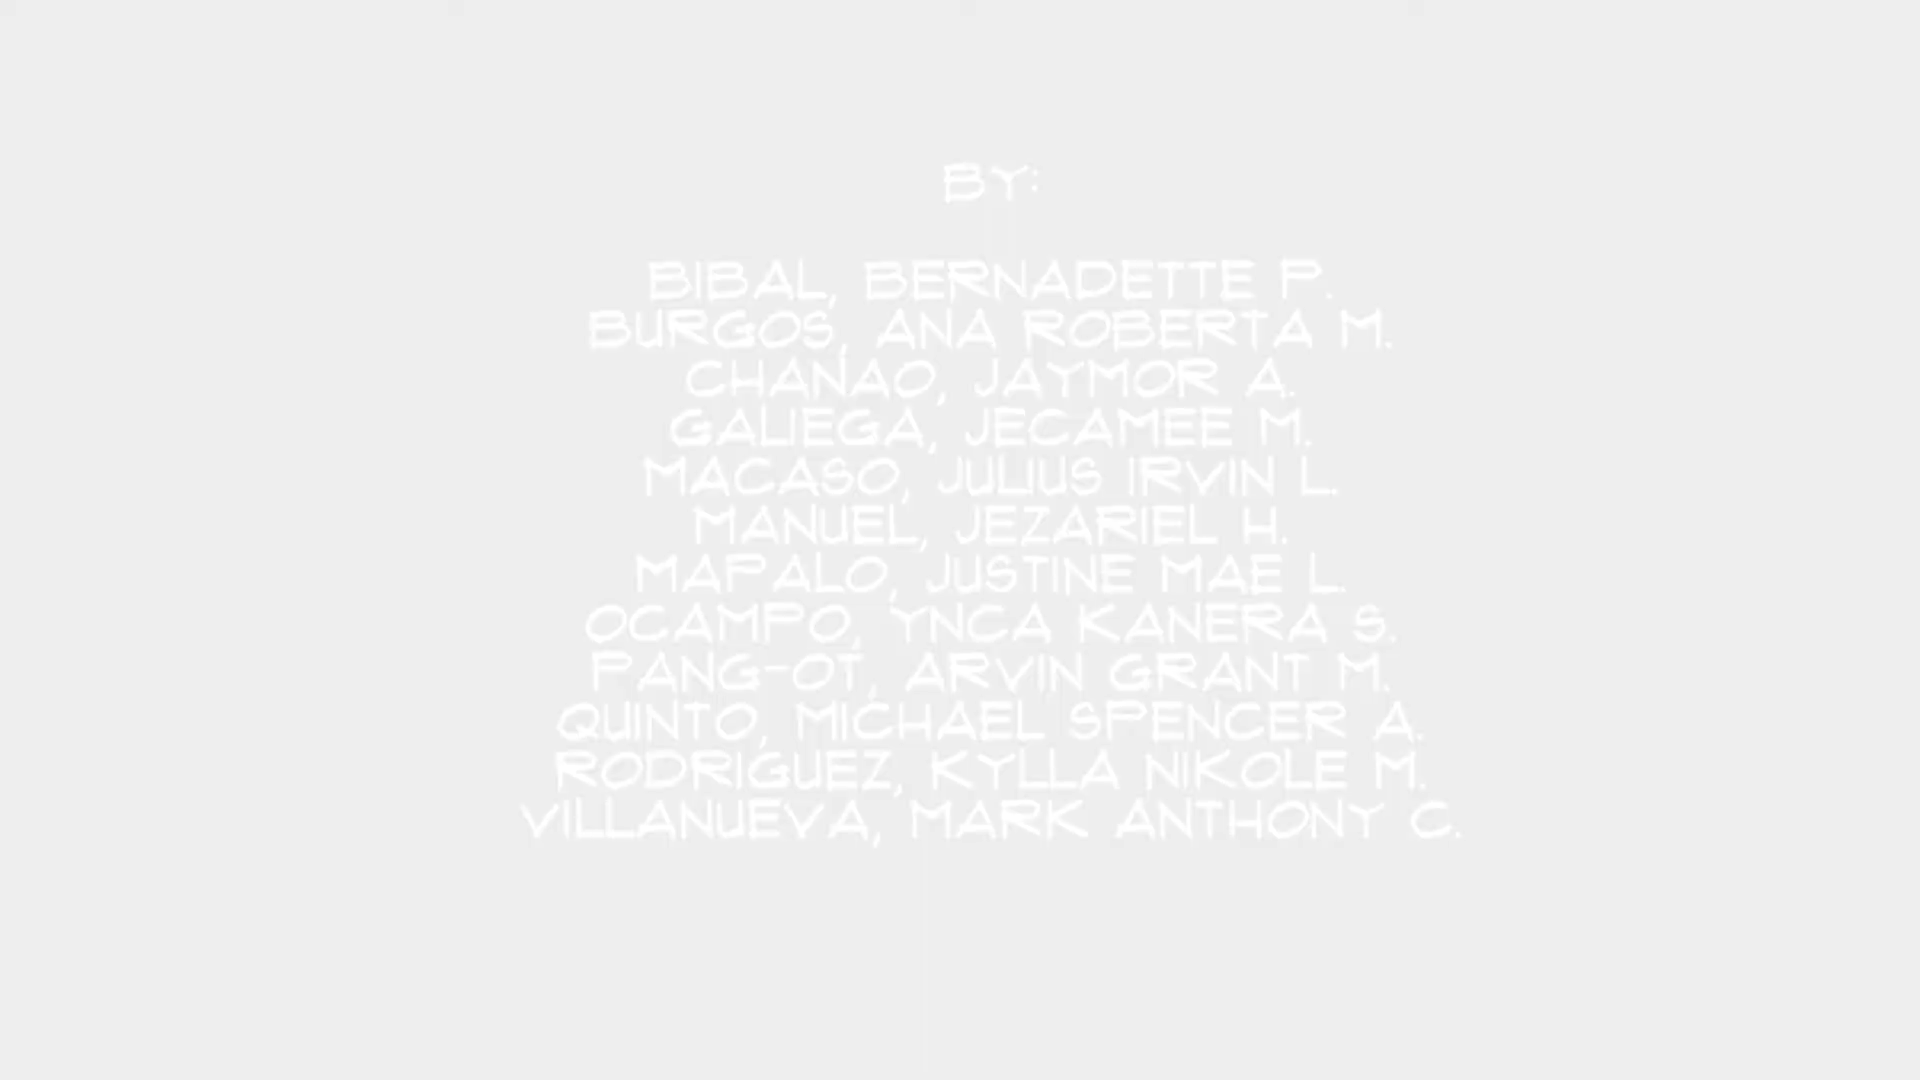 BY:
BIBAL, BERNADETTE P.
BURGOS, ANA ROBERTA M.
CHANAO, JAYMOR A.
GALIEGA, JECAMEE M.
MACASO, JULIUS IRVIN L.
MANUEL, JEZARIEL H.
MAPALO, JUSTINE MAE L.
OCAMPO, YNCA KANERA S.
PANG-OT, ARVIN GRANT M.
QUINTO, MICHAEL SPENCER A.
RODRIGUEZ, KYLLA NIKOLE M.
VILLANUEVA, MARK ANTHONY C.